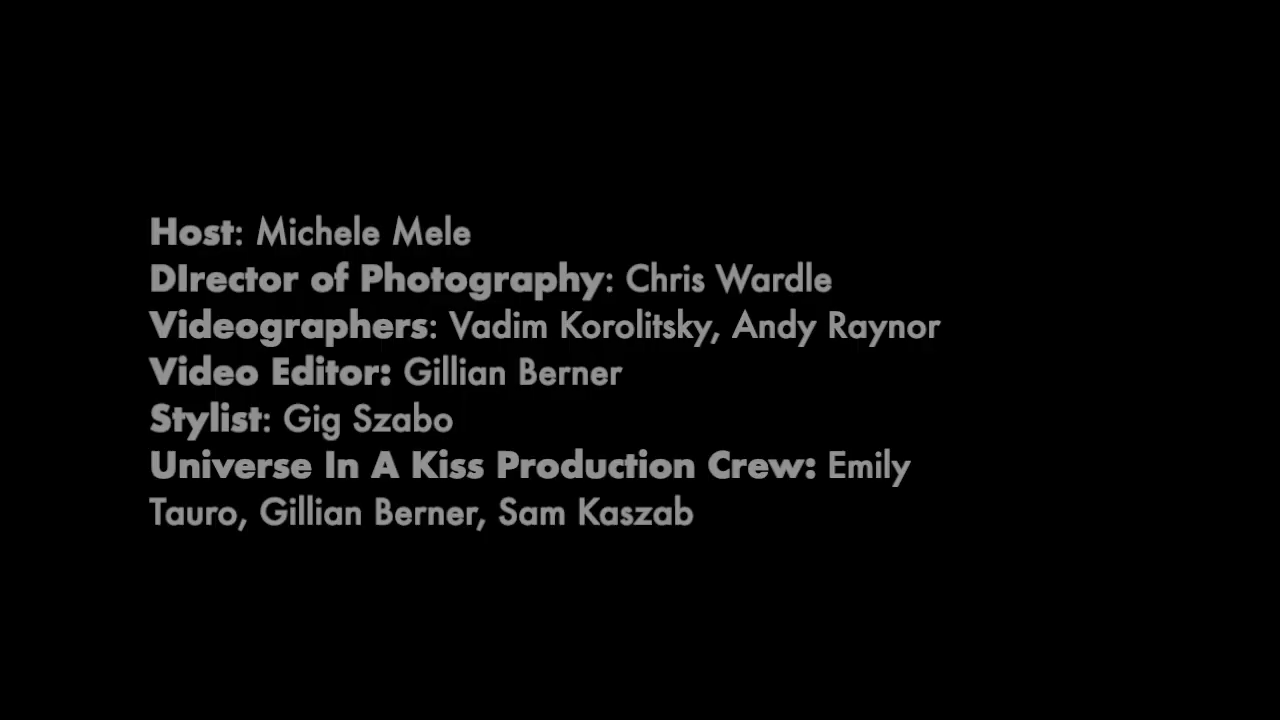 Host: Michele Mele
DIrector of Photography: Chris Wardle
Videographers: Vadim Korolitsky, Andy Raynor
Video Editor: Gillian Berner
Stylist: Gig Szabo
Universe In A Kiss Production Crew: Emily
Tauro, Gillian Berner, Sam Kaszab